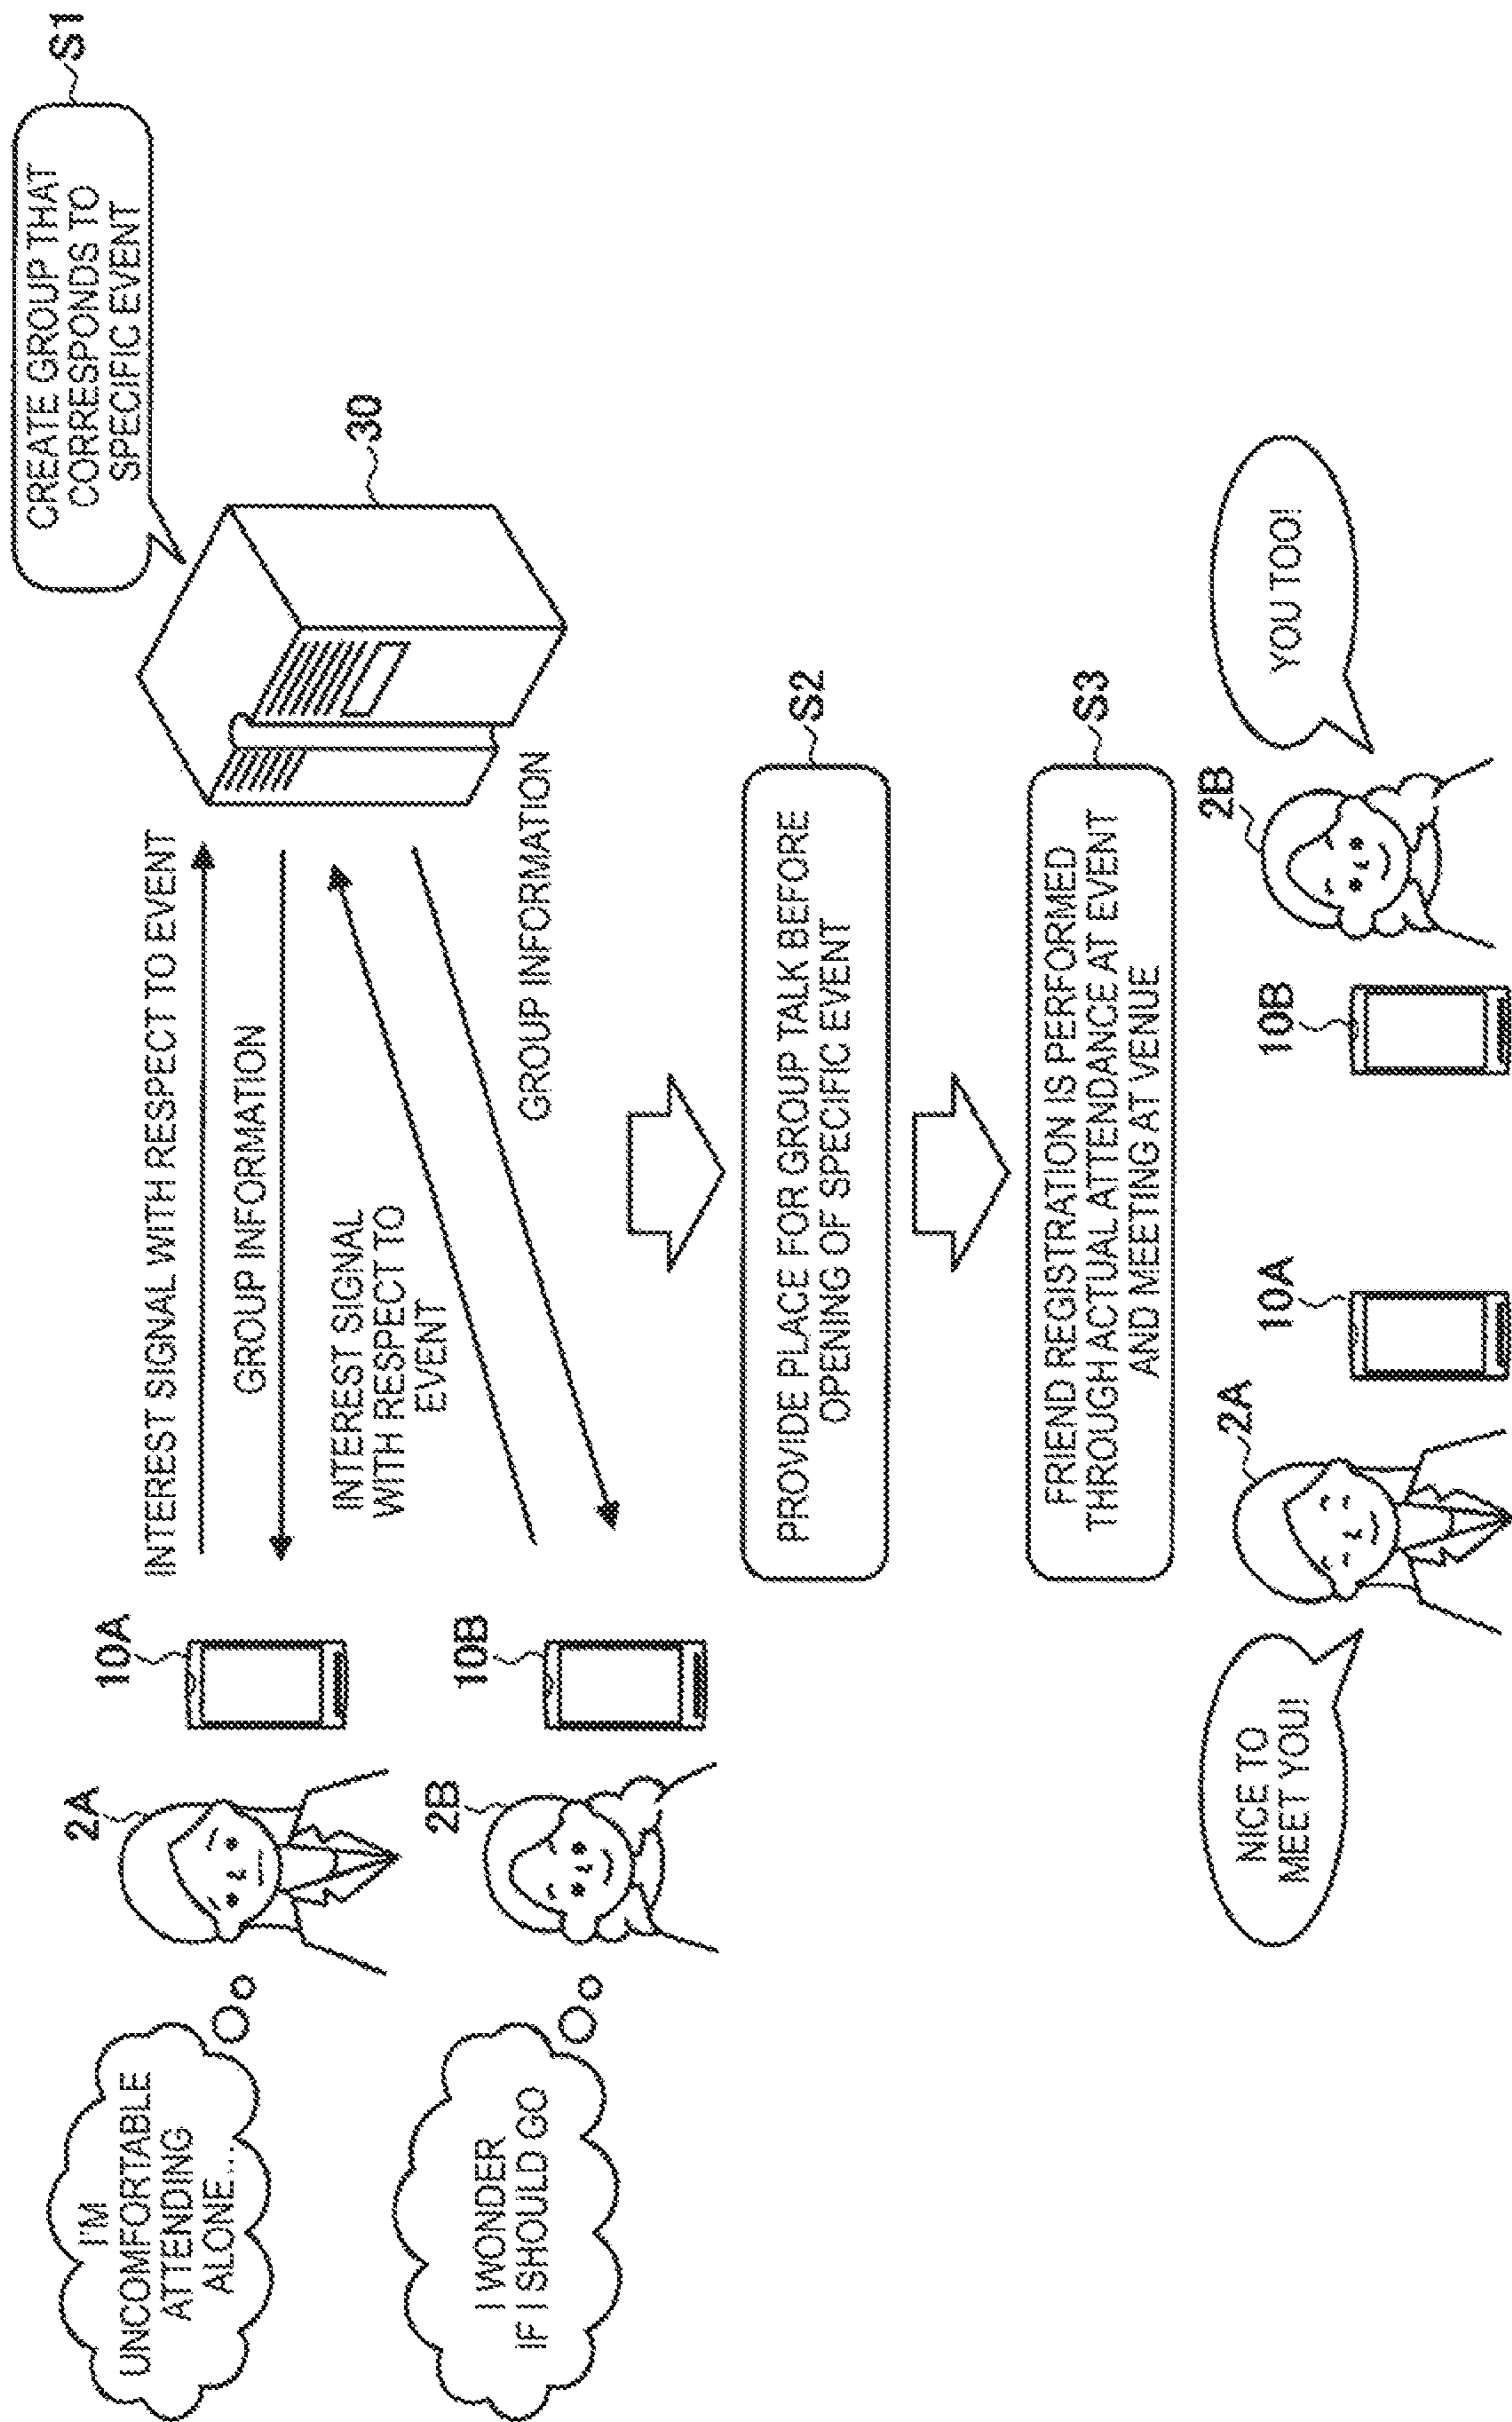 CREATE GROUP THAT
CORRESPONDS TO
SPECIFIC EVENT
S1
30
I'M
UNCOMFORTABLE
ATTENDING
ALONE...
2A
10A
INTEREST SIGNAL WITH RESPECT TO EVENT
GROUP INFORMATION
I WONDER
IF I SHOULD GO
2B
10B
INTEREST SIGNAL
WITH RESPECT TO
EVENT
GROUP INFORMATION
PROVIDE PLACE FOR GROUP TALK BEFORE
OPENING OF SPECIFIC EVENT
S2
FRIEND REGISTRATION IS PERFORMED
THROUGH ACTUAL ATTENDANCE AT EVENT
AND MEETING AT VENUE
S3
NICE TO
MEET YOU!
2A
10A
10B
2B
YOU TOO!